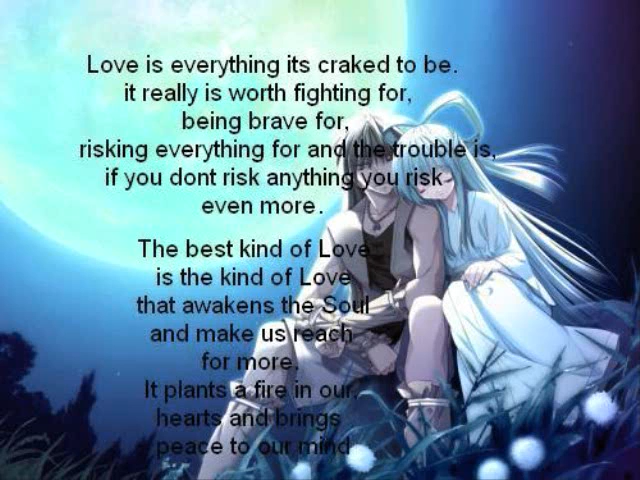 Love is everything its craked to be.
it really is worth fighting for,
being brave for,
risking everything for and the trouble is,
if you dont risk anything you risk
even more.
The best kind of Love
is the kind of Love
that awakens the Soul
and make us reach
for more.
It plants a fire in our,
hearts and brings
peace to our mind